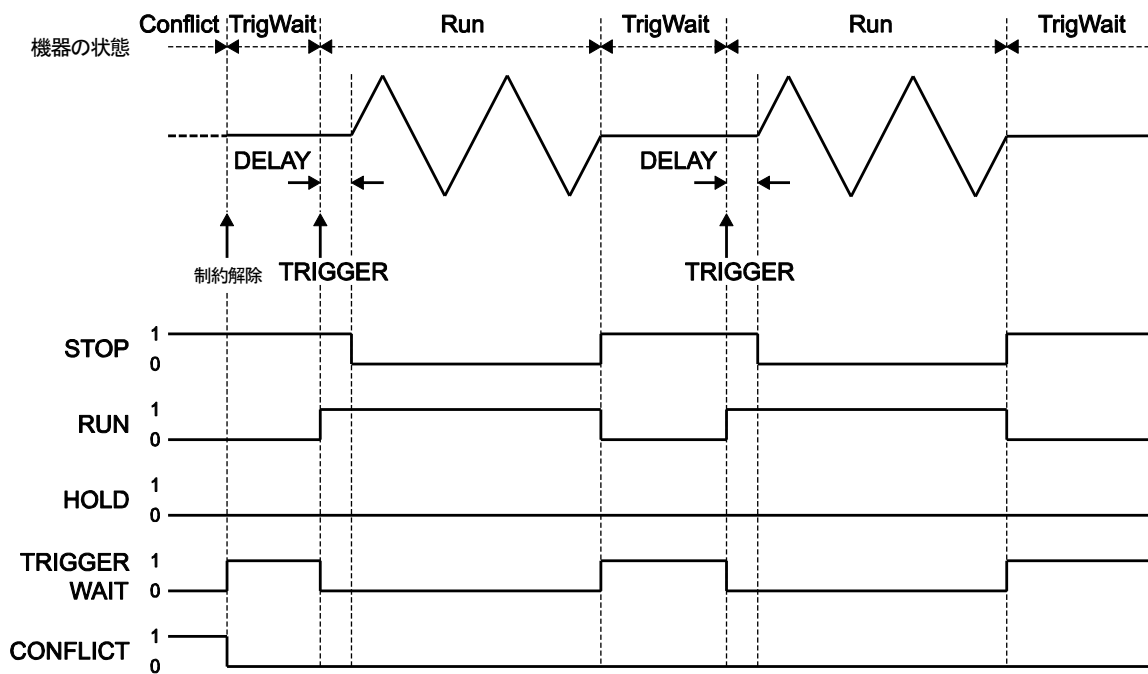 Conflict TrigWait Run TrigWait Run TrigWait
機器の状態
DELAY DELAY
制約解除 TRIGGER TRIGGER
STOP 1
0
RUN 1
0
HOLD 1
0
TRIGGER 1
WAIT 0
CONFLICT 1
0